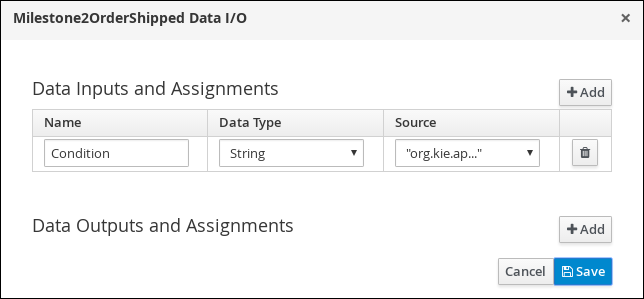 Milestone2OrderShipped Data I/O ×
Data Inputs and Assignments
+ Add
Name Data Type Source
Condition String "org.kie.ap..."
Data Outputs and Assignments
+ Add
Cancel Save